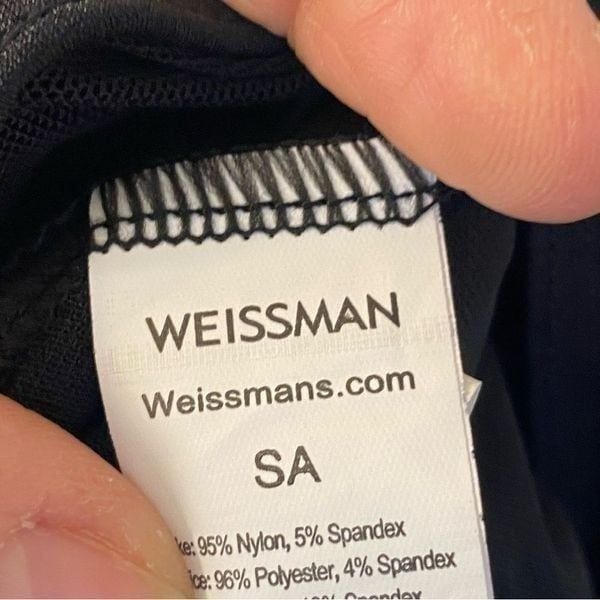 WEISSMAN
Weissmans.com
SA
95% Nylon, 5% Spandex
96% Polyester, 4% Spandex